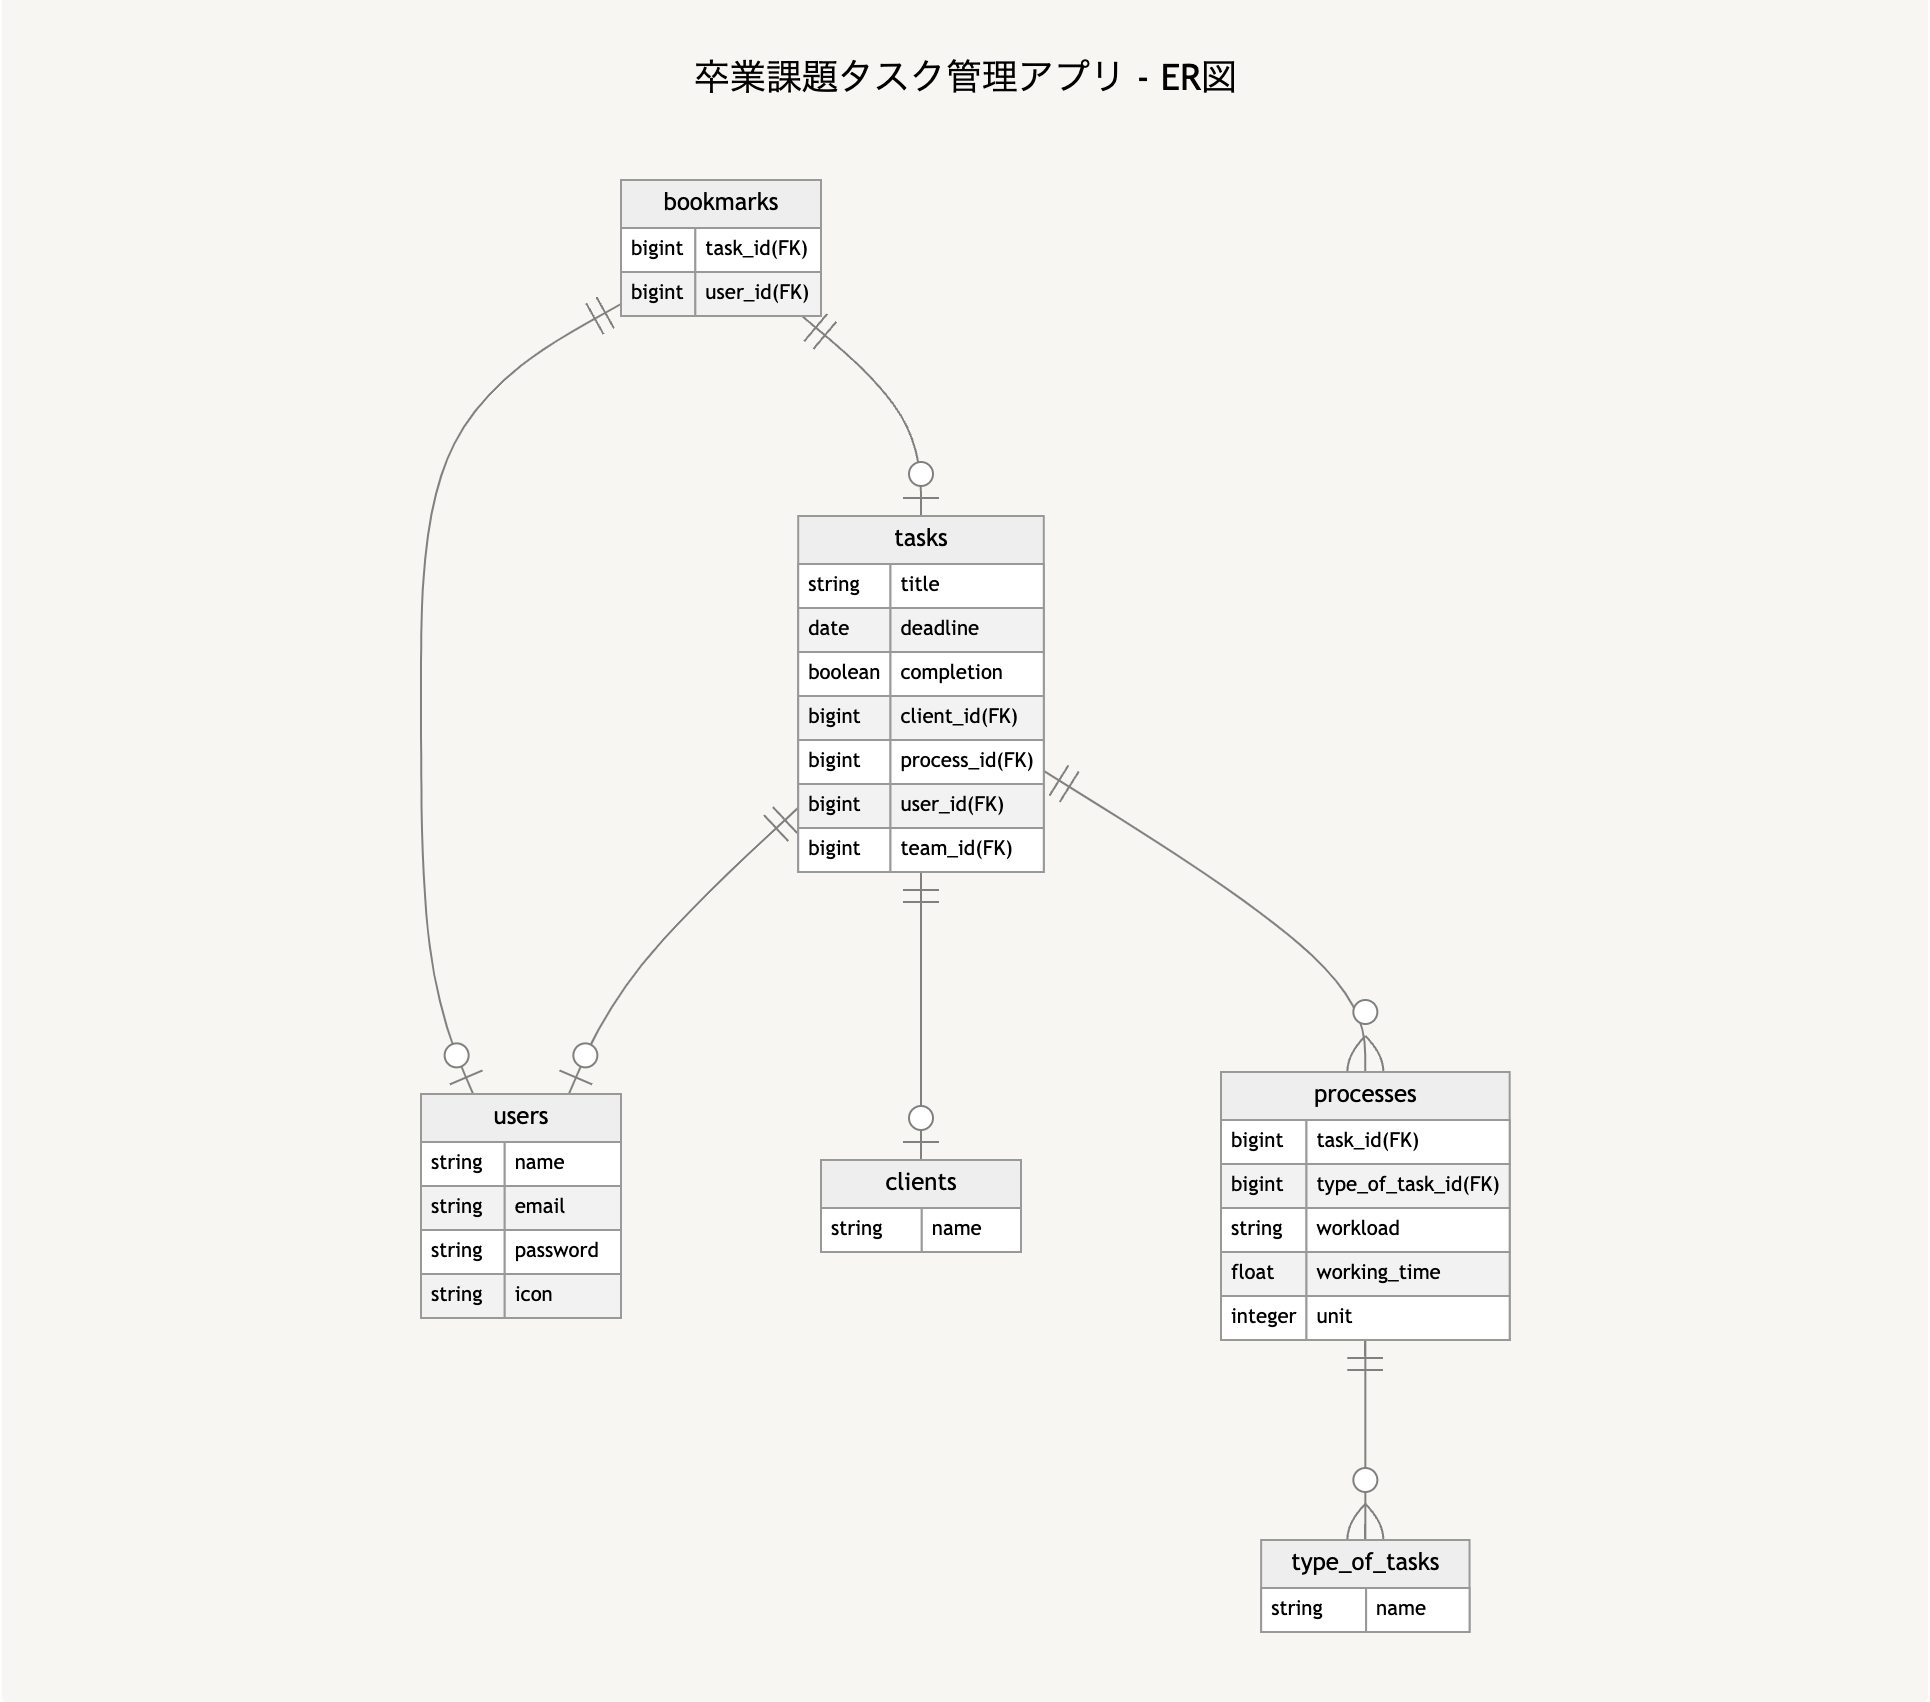 卒業課題タスク管理アプリ - ER図
bookmarks
bigint task_id(FK)
bigint user_id(FK)
tasks
string title
date deadline
boolean completion
bigint client_id(FK)
bigint process_id(FK)
bigint user_id(FK)
bigint team_id(FK)
users
string name
string email
string password
string icon
clients
string name
processes
bigint task_id(FK)
bigint type_of_task_id(FK)
string workload
float working_time
integer unit
type_of_tasks
string name